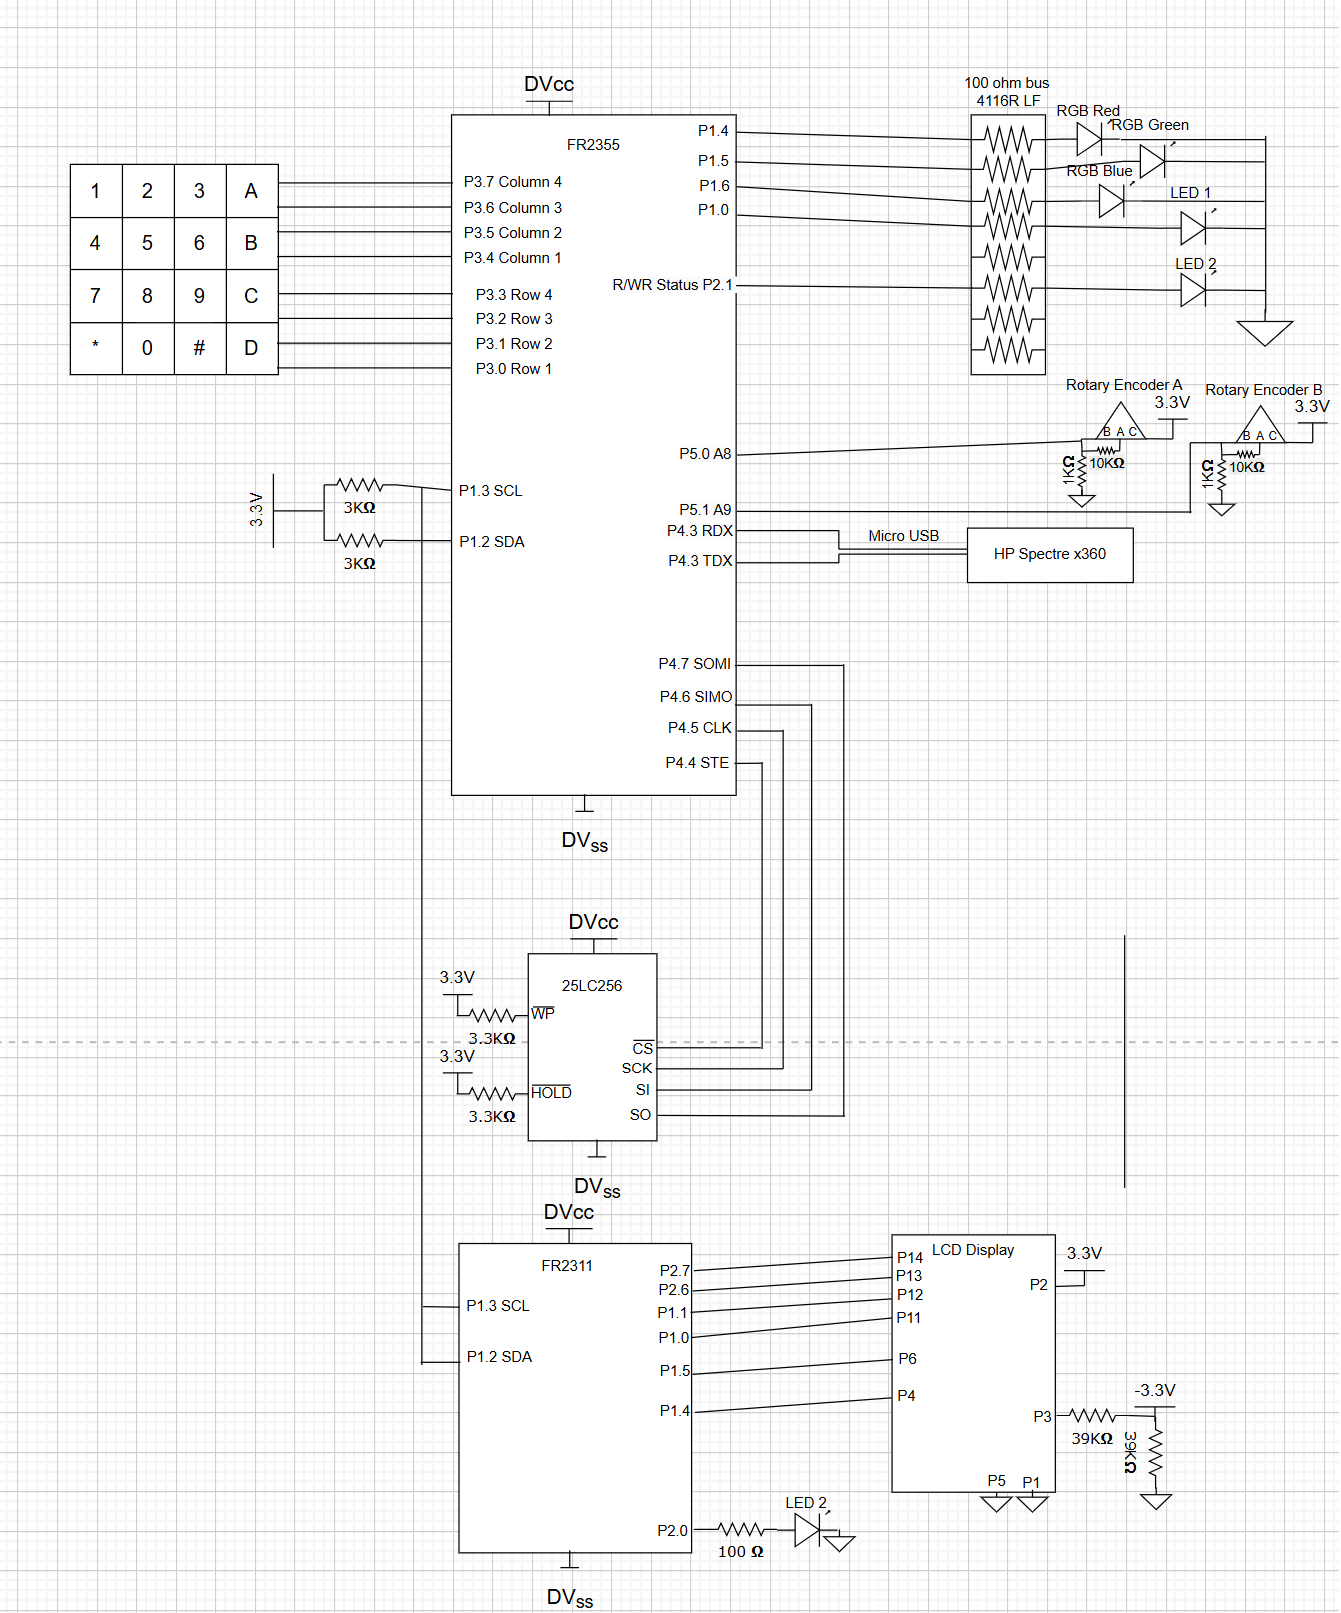 DVcc
FR2355
1 2 3 A
4 5 6 B
7 8 9 C
* 0 # D
P3.7 Column 4
P3.6 Column 3
P3.5 Column 2
P3.4 Column 1
P3.3 Row 4
P3.2 Row 3
P3.1 Row 2
P3.0 Row 1
P1.4
P1.5
P1.6
P1.0
R/WR Status P2.1
100 ohm bus
4116R LF
RGB Red
RGB Green
RGB Blue
LED 1
LED 2
Rotary Encoder A
3.3V
B A C
10KΩ
1KΩ
Rotary Encoder B
3.3V
B A C
10KΩ
1KΩ
P5.0 A8
P5.1 A9
P4.3 RDX
P4.3 TDX
Micro USB
HP Spectre x360
3.3V
3KΩ
3KΩ
P1.3 SCL
P1.2 SDA
P4.7 SOMI
P4.6 SIMO
P4.5 CLK
P4.4 STE
DVss
DVcc
25LC256
3.3V
3.3KΩ
WP
3.3V
3.3KΩ
HOLD
CS
SCK
SI
SO
DVss
DVcc
FR2311
P1.3 SCL
P1.2 SDA
P2.7
P2.6
P1.1
P1.0
P1.5
P1.4
P2.0
100 Ω
LED 2
DVss
LCD Display
P14
P13
P12
P11
P6
P4
P2
3.3V
P3
39KΩ
-3.3V
39KΩ
P5
P1